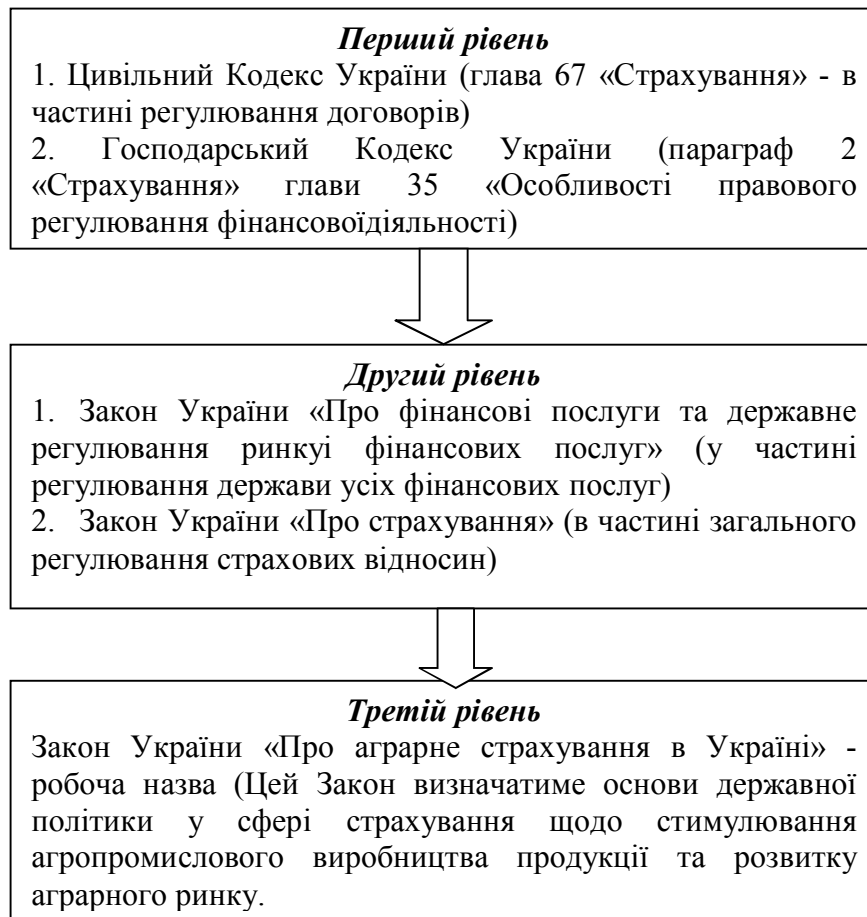 Перший рівень
1. Цивільний Кодекс України (глава 67 «Страхування» - в
частині регулювання договорів)
2. Господарський Кодекс України (параграф 2
«Страхування» глави 35 «Особливості правового
регулювання фінансовоїдіяльності)
Другий рівень
1. Закон України «Про фінансові послуги та державне
регулювання ринкуі фінансових послуг» (у частині
регулювання держави усіх фінансових послуг)
2. Закон України «Про страхування» (в частині загального
регулювання страхових відносин)
Третій рівень
Закон України «Про аграрне страхування в Україні» -
робоча назва (Цей Закон визначатиме основи державної
політики у сфері страхування щодо стимулювання
агропромислового виробництва продукції та розвитку
аграрного ринку.